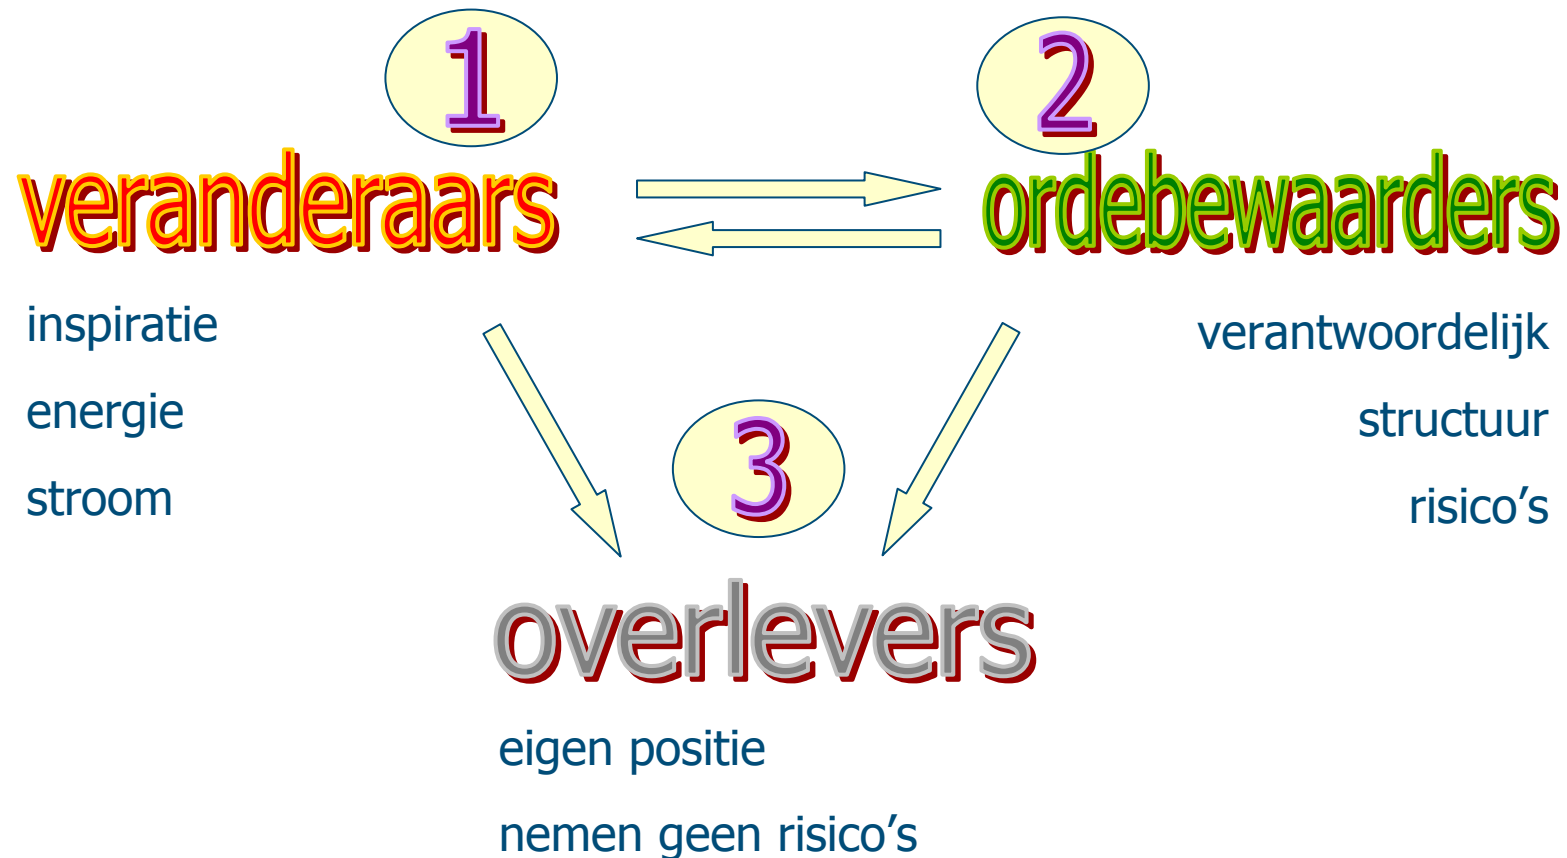 1
veranderaars
inspiratie
energie
stroom
2
ordebewaarders
verantwoordelijk
structuur
risico’s
3
overlevers
eigen positie
nemen geen risico’s